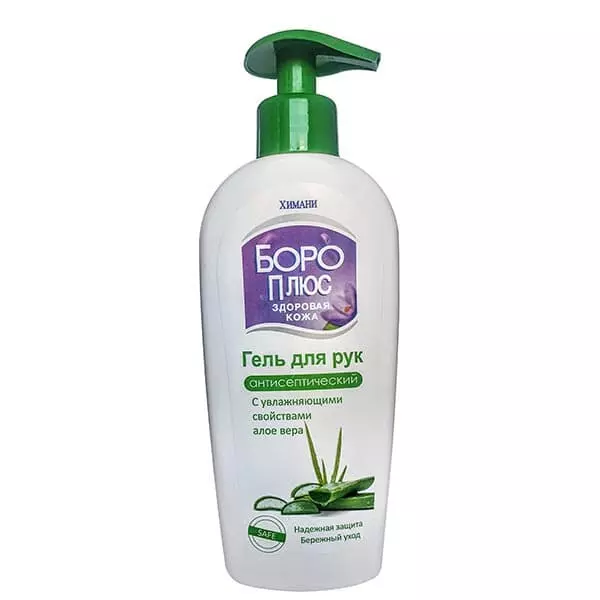 Химани
БОРО
Плюс
ЗДОРОВАЯ
КОЖА
Гель для рук
антисептический
С увлажняющими
свойствами
алое вера
SAFE
Надежная защита
Бережный уход